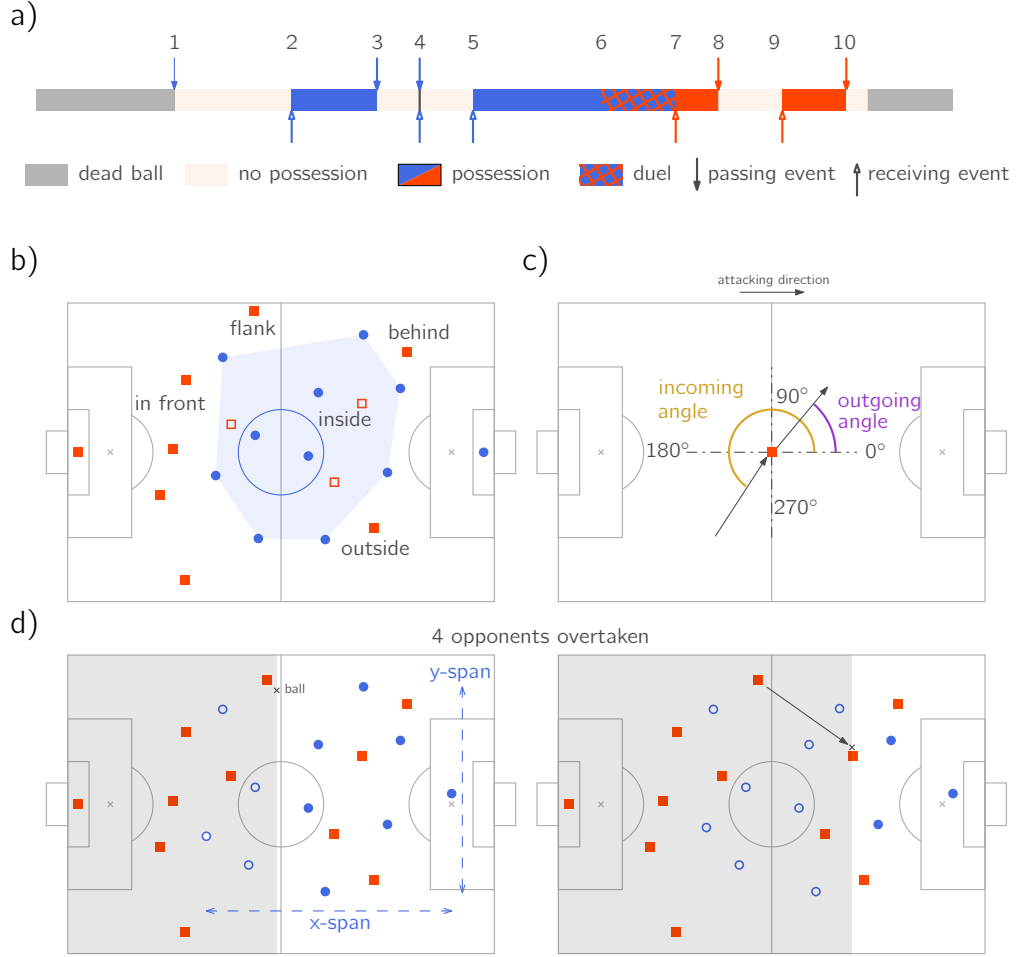 a)
1 2 3 4 5 6 7 8 9 10
dead ball no possession possession duel passing event receiving event
b)
flank
behind
in front
inside
outside
c)
attacking direction
incoming
angle
90°
outgoing
angle
180°
0°
270°
d)
4 opponents overtaken
y-span
ball
x-span